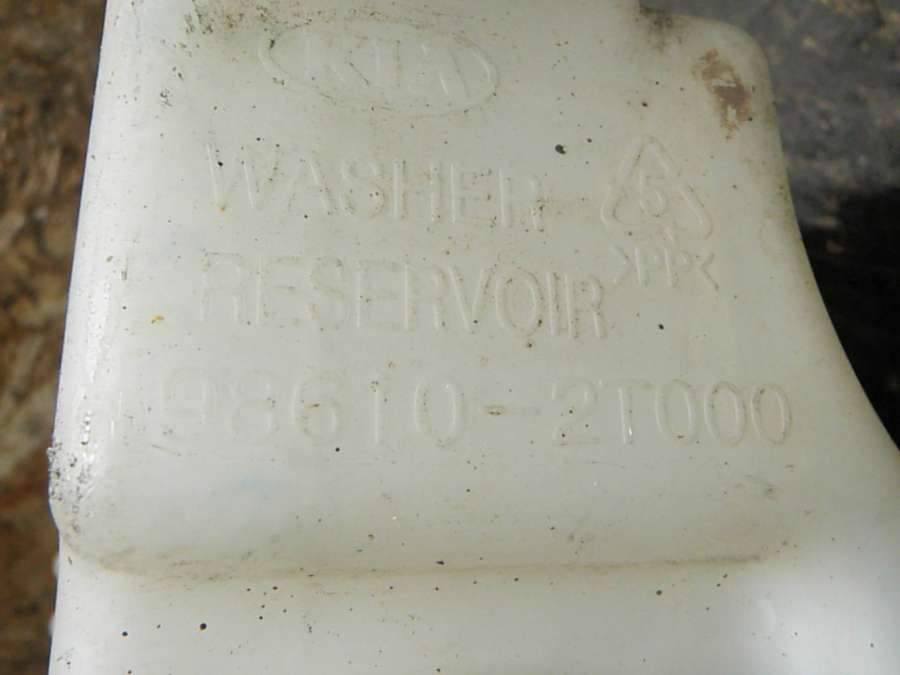 KIA
WASHER
RESERVOIR
5
>PP<
98610-2T000